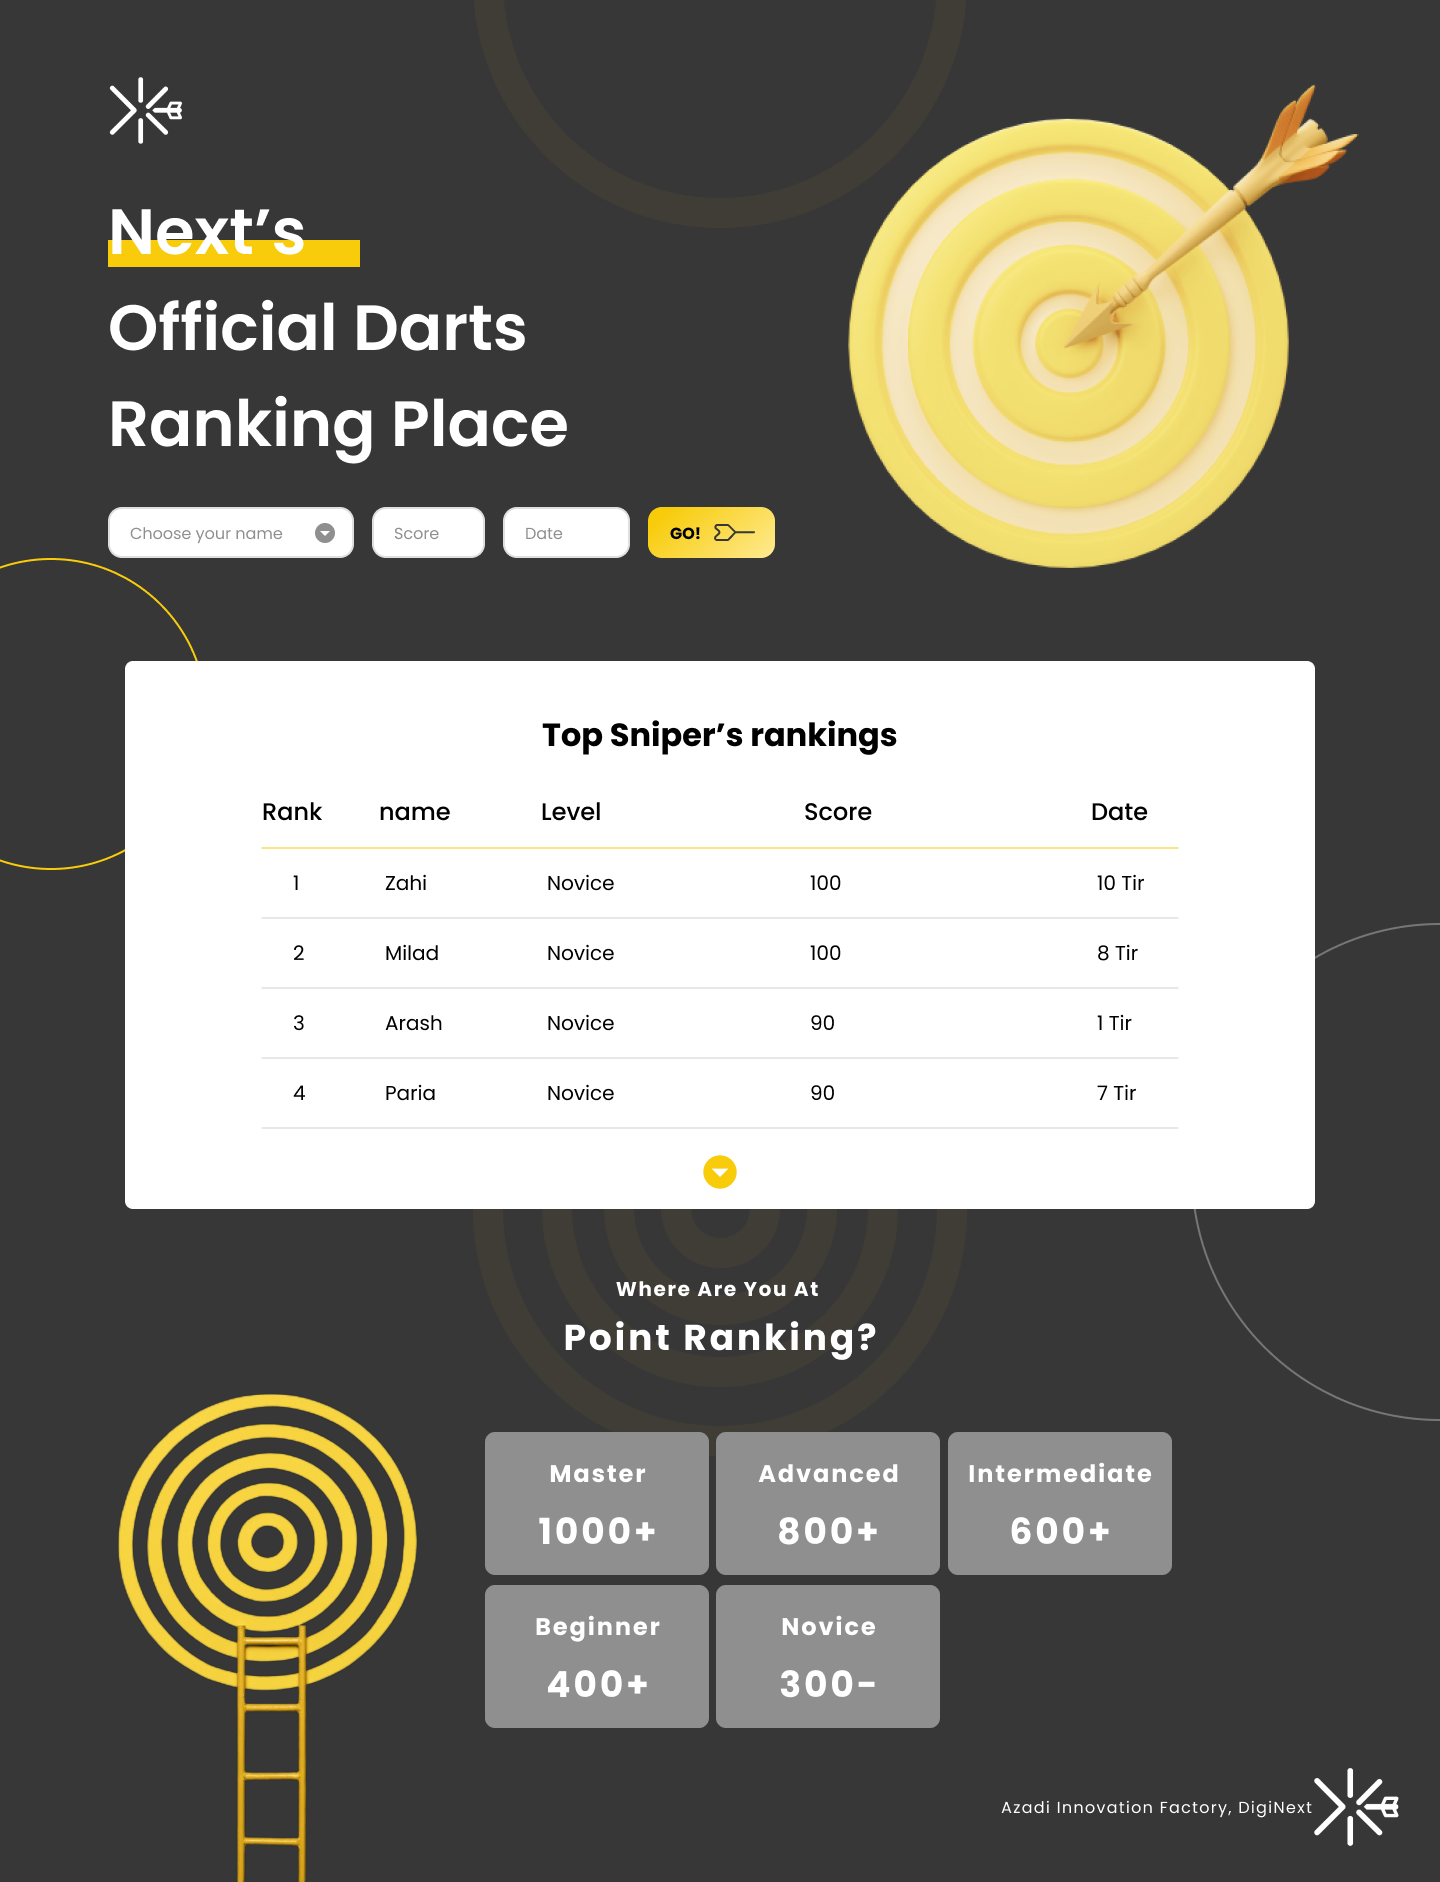 Next’s
Official Darts
Ranking Place
Choose your name Score Date GO!
Top Sniper’s rankings
Rank name Level Score Date
1 Zahi Novice 100 10 Tir
2 Milad Novice 100 8 Tir
3 Arash Novice 90 1 Tir
4 Paria Novice 90 7 Tir
Where Are You At
Point Ranking?
Master Advanced Intermediate
1000+ 800+ 600+
Beginner Novice
400+ 300-
Azadi Innovation Factory, DigiNext